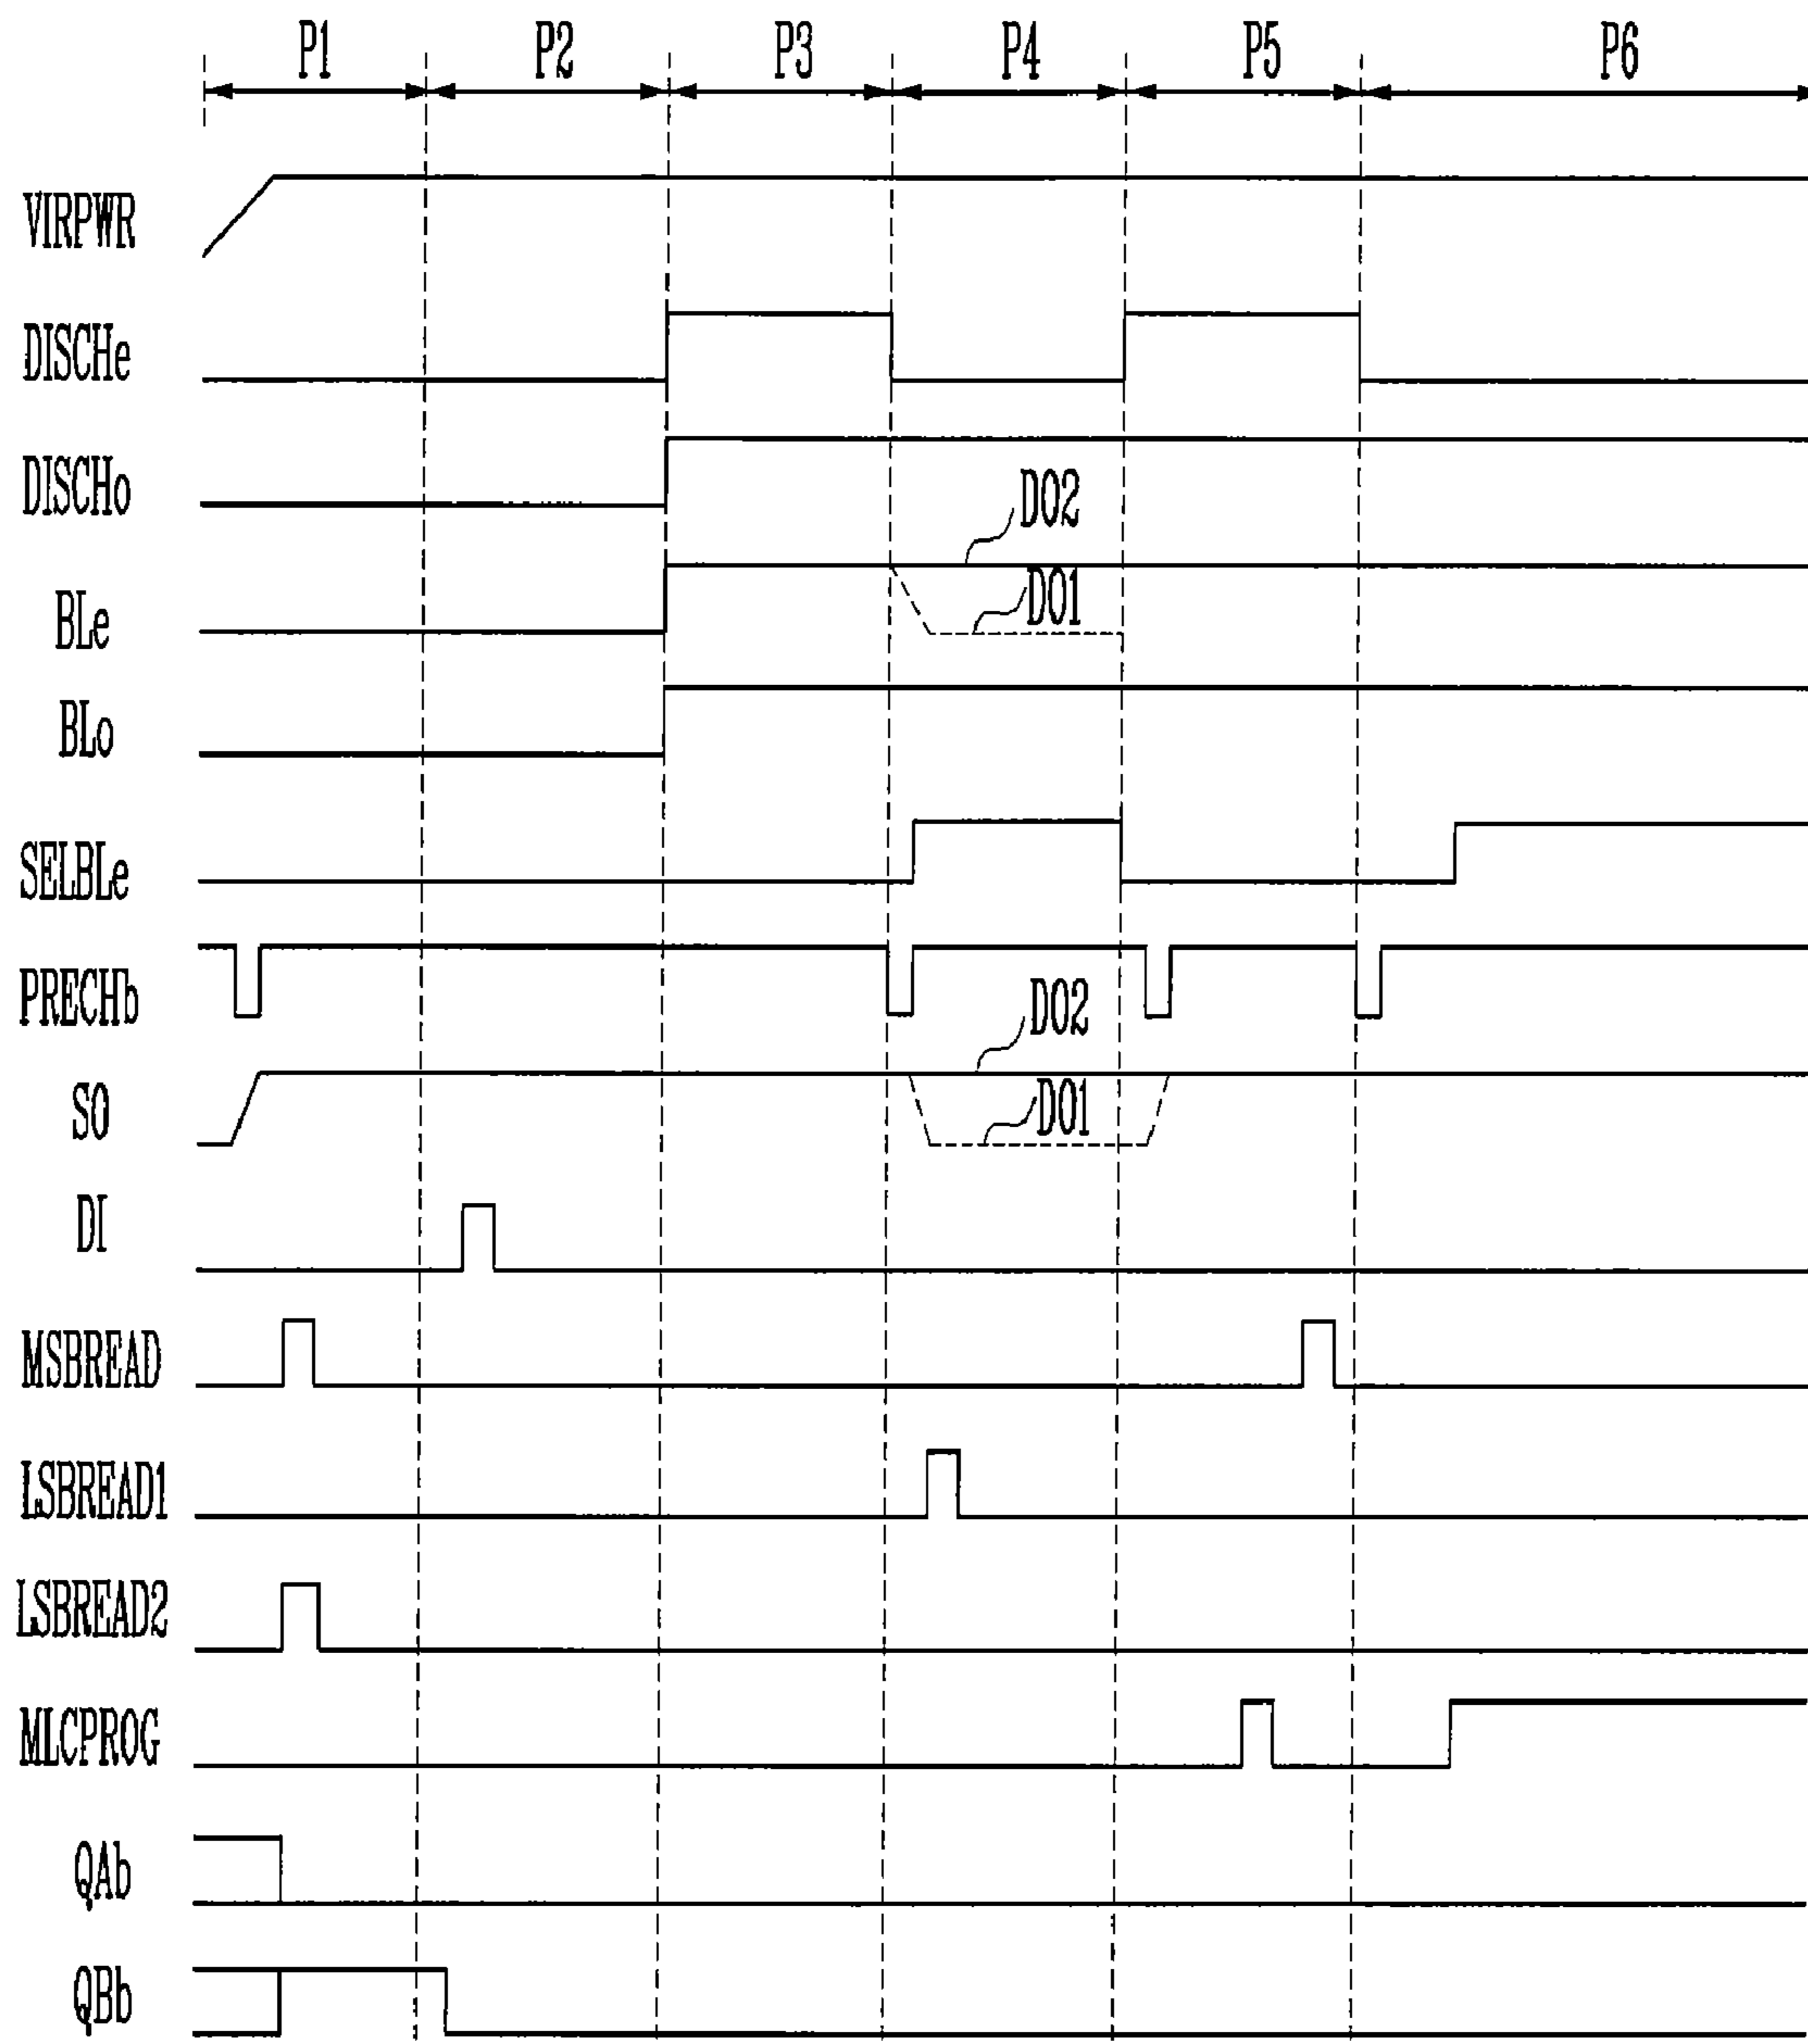 P1 P2 P3 P4 P5 P6
VIRPWR
DISCHe
DISCHo
DO2
BLe
DO1
BLo
SELBLe
PRECHb
DO2
SO
DO1
DI
MSBREAD
LSBREAD1
LSBREAD2
MLCPROG
QAb
QBb